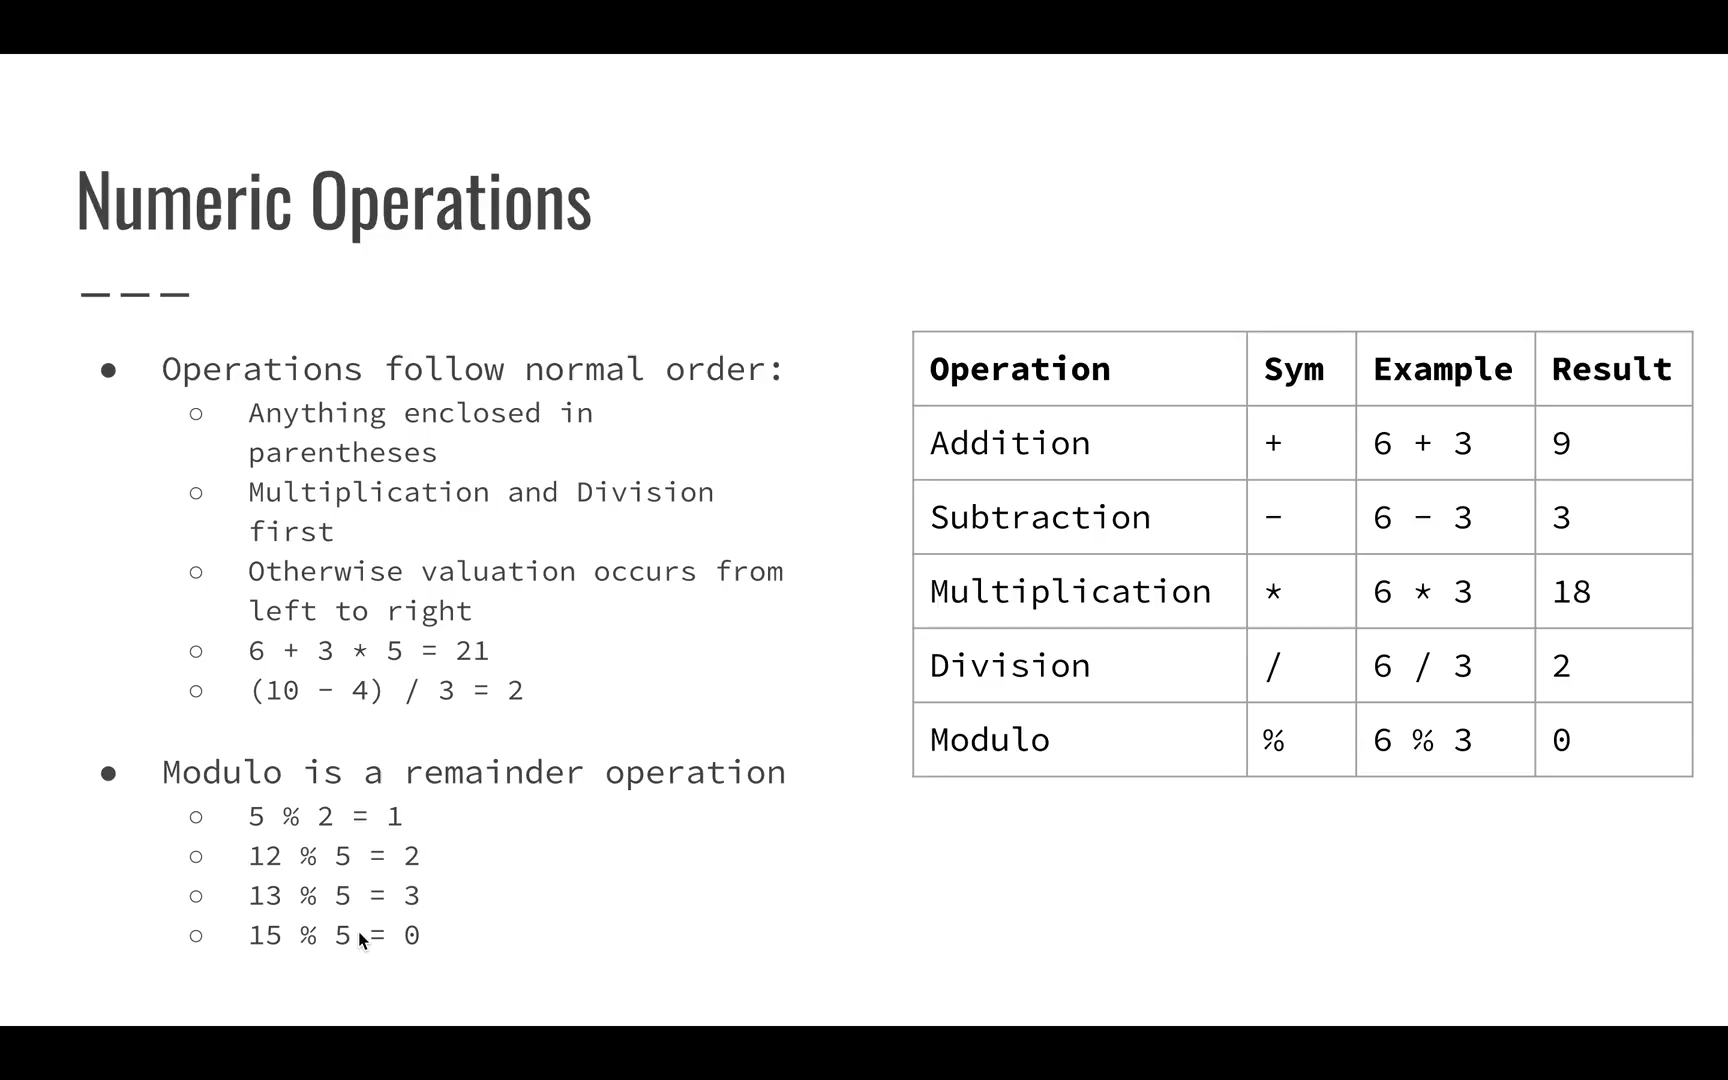 Numeric Operations
● Operations follow normal order:
○ Anything enclosed in
parentheses
○ Multiplication and Division
first
○ Otherwise valuation occurs from
left to right
○ 6 + 3 * 5 = 21
○ (10 - 4) / 3 = 2
● Modulo is a remainder operation
○ 5 % 2 = 1
○ 12 % 5 = 2
○ 13 % 5 = 3
○ 15 % 5 = 0
Operation Sym Example Result
Addition + 6 + 3 9
Subtraction - 6 - 3 3
Multiplication * 6 * 3 18
Division / 6 / 3 2
Modulo % 6 % 3 0